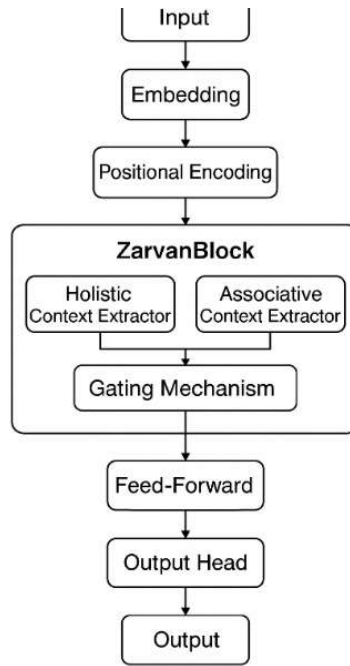 Input
Embedding
Positional Encoding
ZarvanBlock
Holistic
Context Extractor
Associative
Context Extractor
Gating Mechanism
Feed-Forward
Output Head
Output